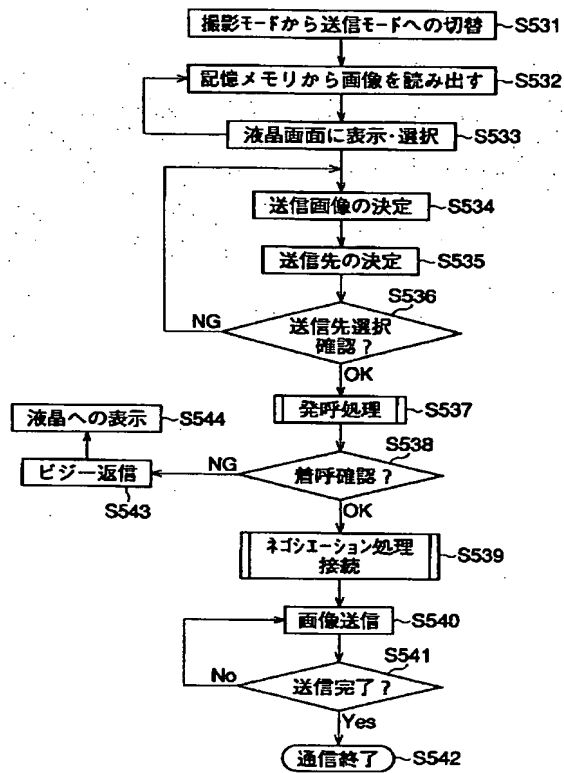 撮影モードから送信モードへの切替 S531
記憶メモリから画像を読み出す S532
液晶画面に表示・選択 S533
送信画像の決定 S534
送信先の決定 S535
S536
NG
送信先選択
確認?
OK
発呼処理 S537
液晶への表示 S544
S538
ビジー返信
NG
着呼確認?
S543
OK
ネゴシエーション処理
接続
S539
画像送信 S540
S541
No
送信完了?
Yes
通信終了 S542